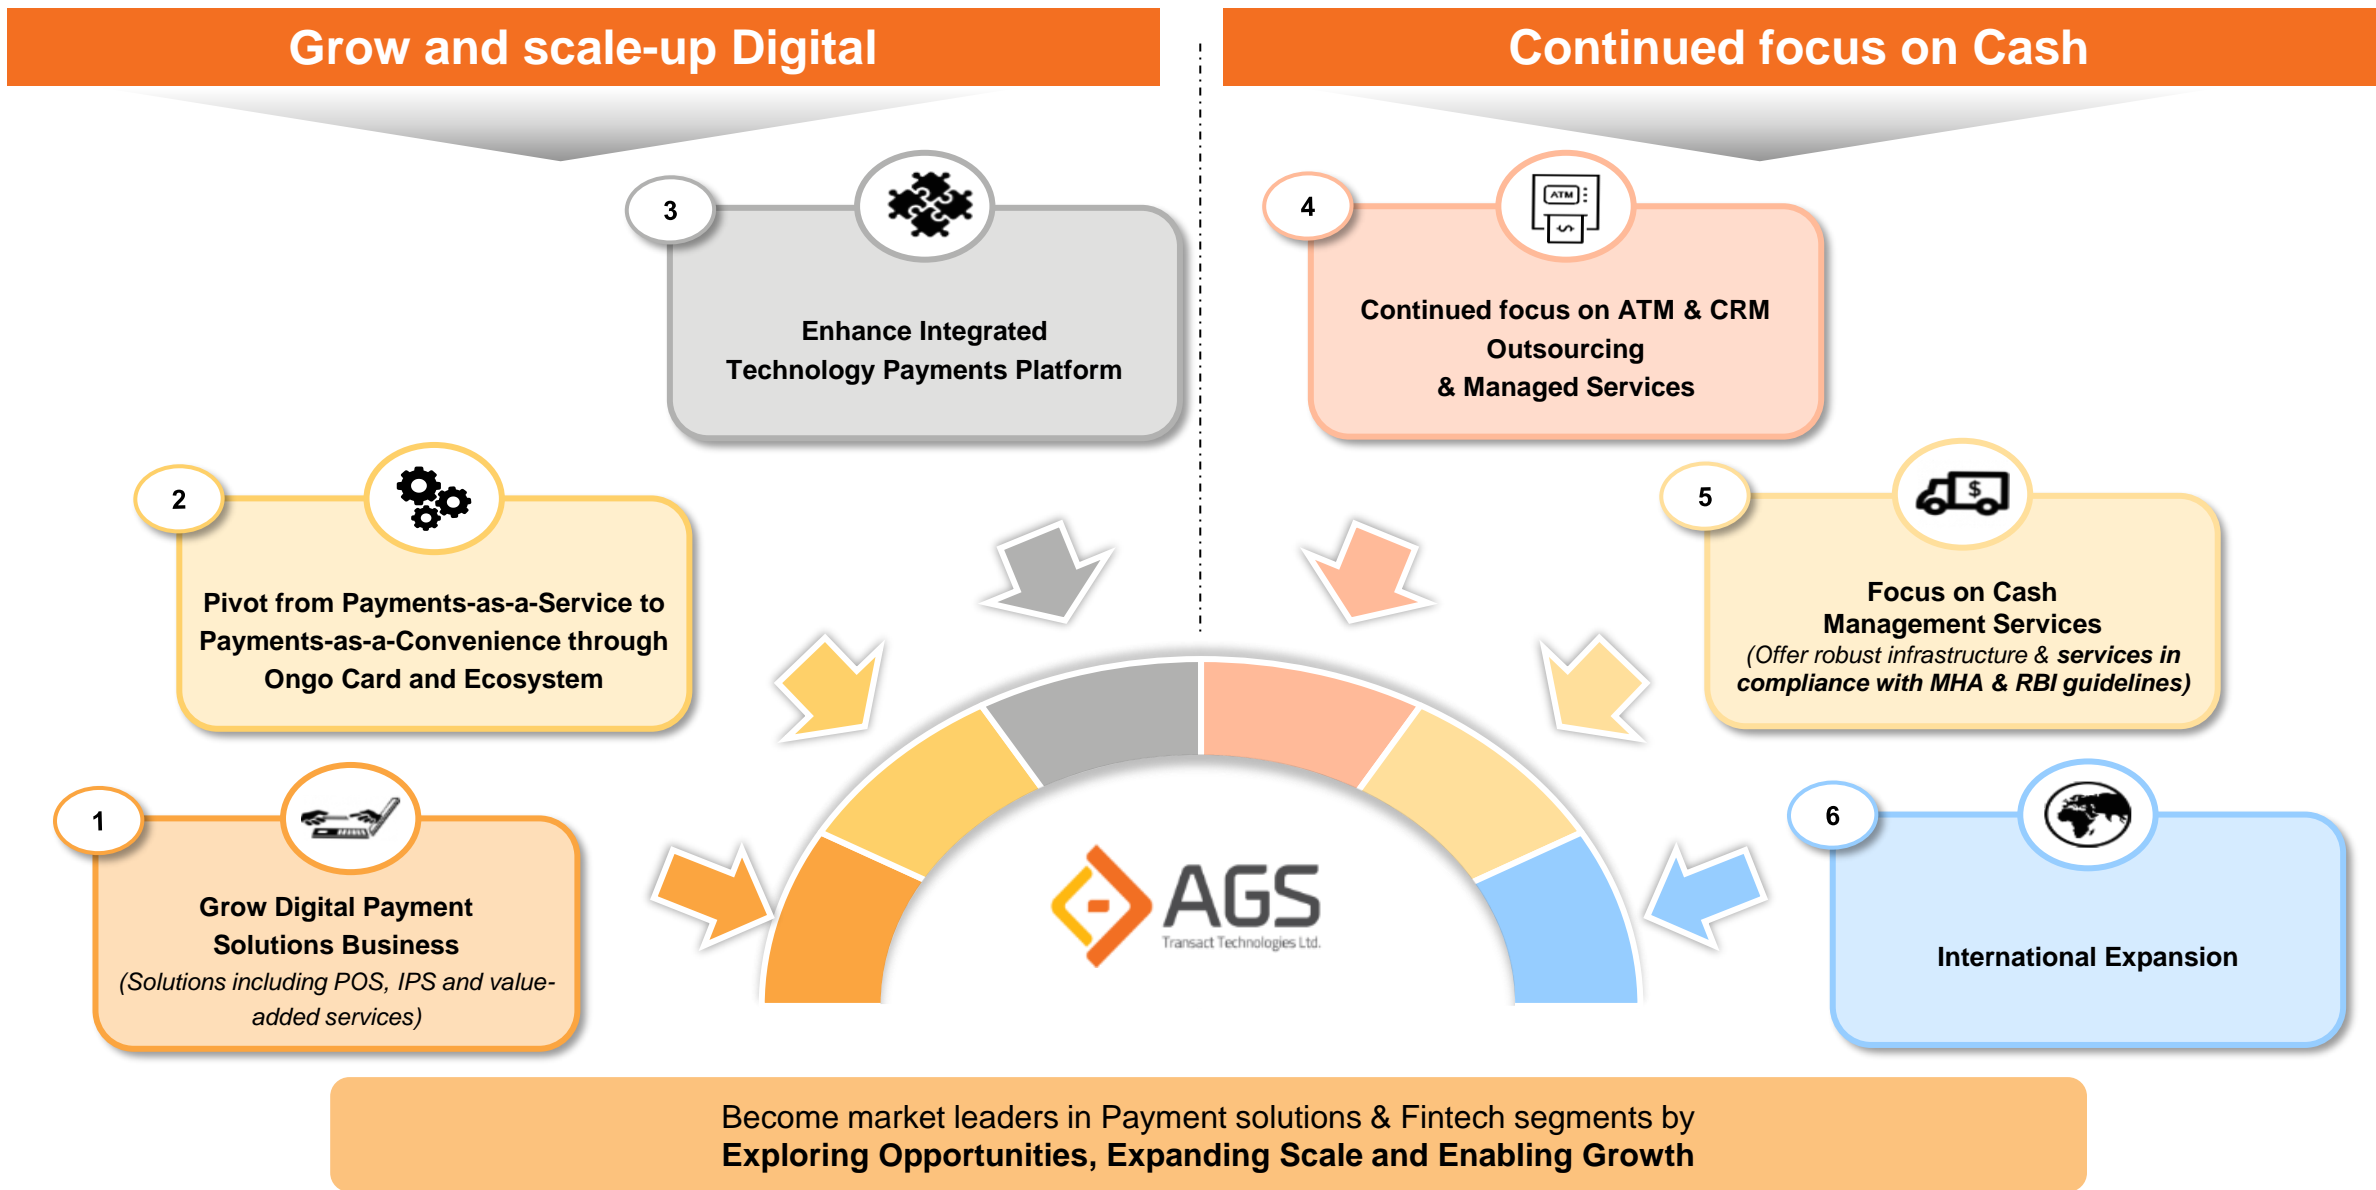 Grow and scale-up Digital
Continued focus on Cash
3
Enhance Integrated
Technology Payments Platform
4
ATM
$
Continued focus on ATM & CRM
Outsourcing
& Managed Services
2
Pivot from Payments-as-a-Service to
Payments-as-a-Convenience through
Ongo Card and Ecosystem
5
$
Focus on Cash
Management Services
(Offer robust infrastructure & services in
compliance with MHA & RBI guidelines)
1
Grow Digital Payment
Solutions Business
(Solutions including POS, IPS and value-
added services)
AGS
Transact Technologies Ltd.
6
International Expansion
Become market leaders in Payment solutions & Fintech segments by
Exploring Opportunities, Expanding Scale and Enabling Growth